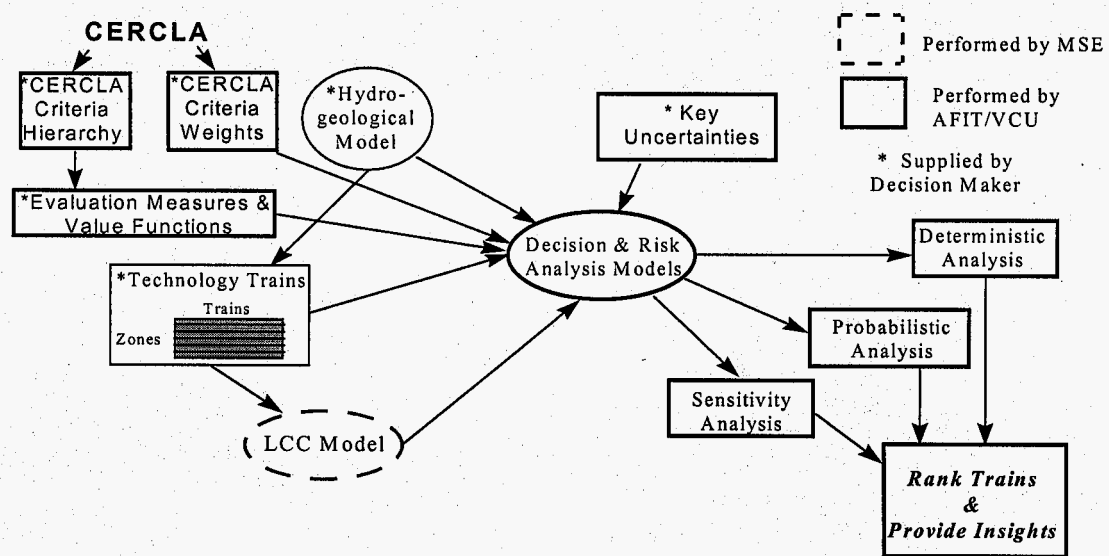 CERCLA
*CERCLA
Criteria
Hierarchy
*CERCLA
Criteria
Weights
*Hydro-
geological
Model
* Key
Uncertainties
Performed by MSE
Performed by
AFIT/VCU
* Supplied by
Decision Maker
*Evaluation Measures &
Value Functions
*Technology Trains
Trains
Zones
LCC Model
Decision & Risk
Analysis Models
Deterministic
Analysis
Probabilistic
Analysis
Sensitivity
Analysis
Rank Trains
&
Provide Insights